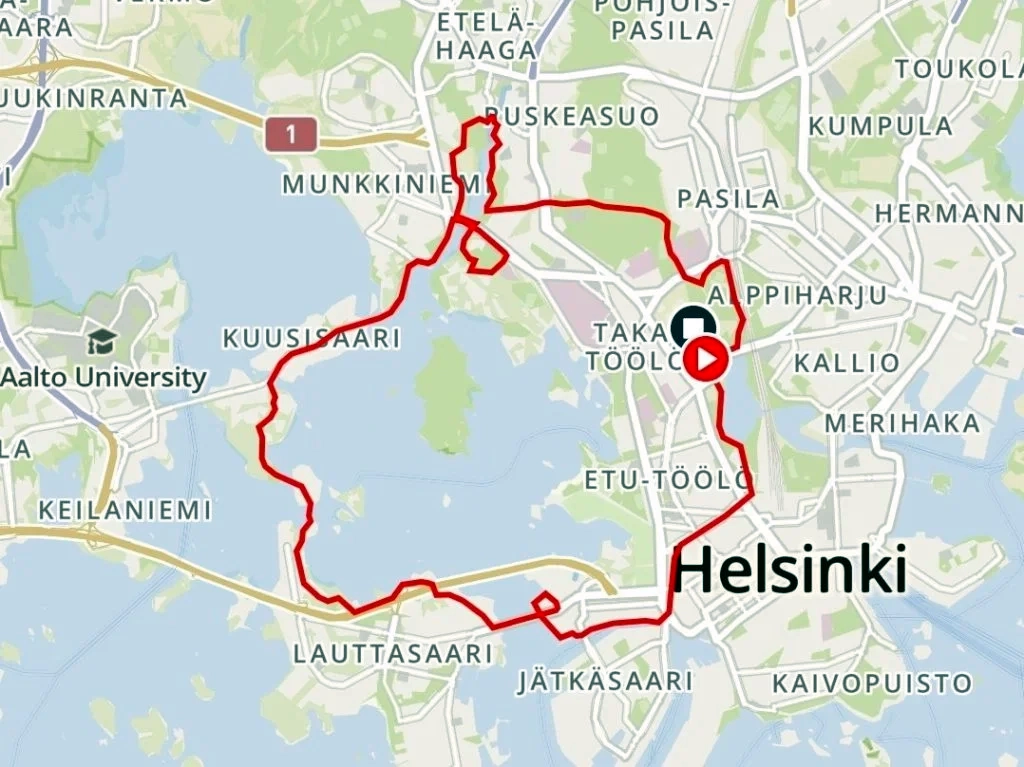 ETELÄ-
HAAGA
POHJOIS-
PASILA
AARA
TOUKOLA
UUKINRANTA
RUSKEASUO
KUMPULA
1
MUNKKINIEMI
PASILA
HERMANN
ALPPIHARJU
KUUSISAARI
TAKA
TÖÖLÖ
KALLIO
Aalto University
MERIHAKA
LA
ETU-TÖÖLÖ
KEILANIEMI
Helsinki
LAUTTASAARI
JÄTKÄSAARI
KAIVOPUISTO